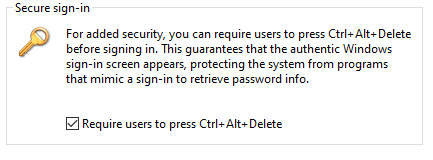 Secure sign-in
For added security, you can require users to press Ctrl+Alt+Delete
before signing in. This guarantees that the authentic Windows
sign-in screen appears, protecting the system from programs
that mimic a sign-in to retrieve password info.
Require users to press Ctrl+Alt+Delete